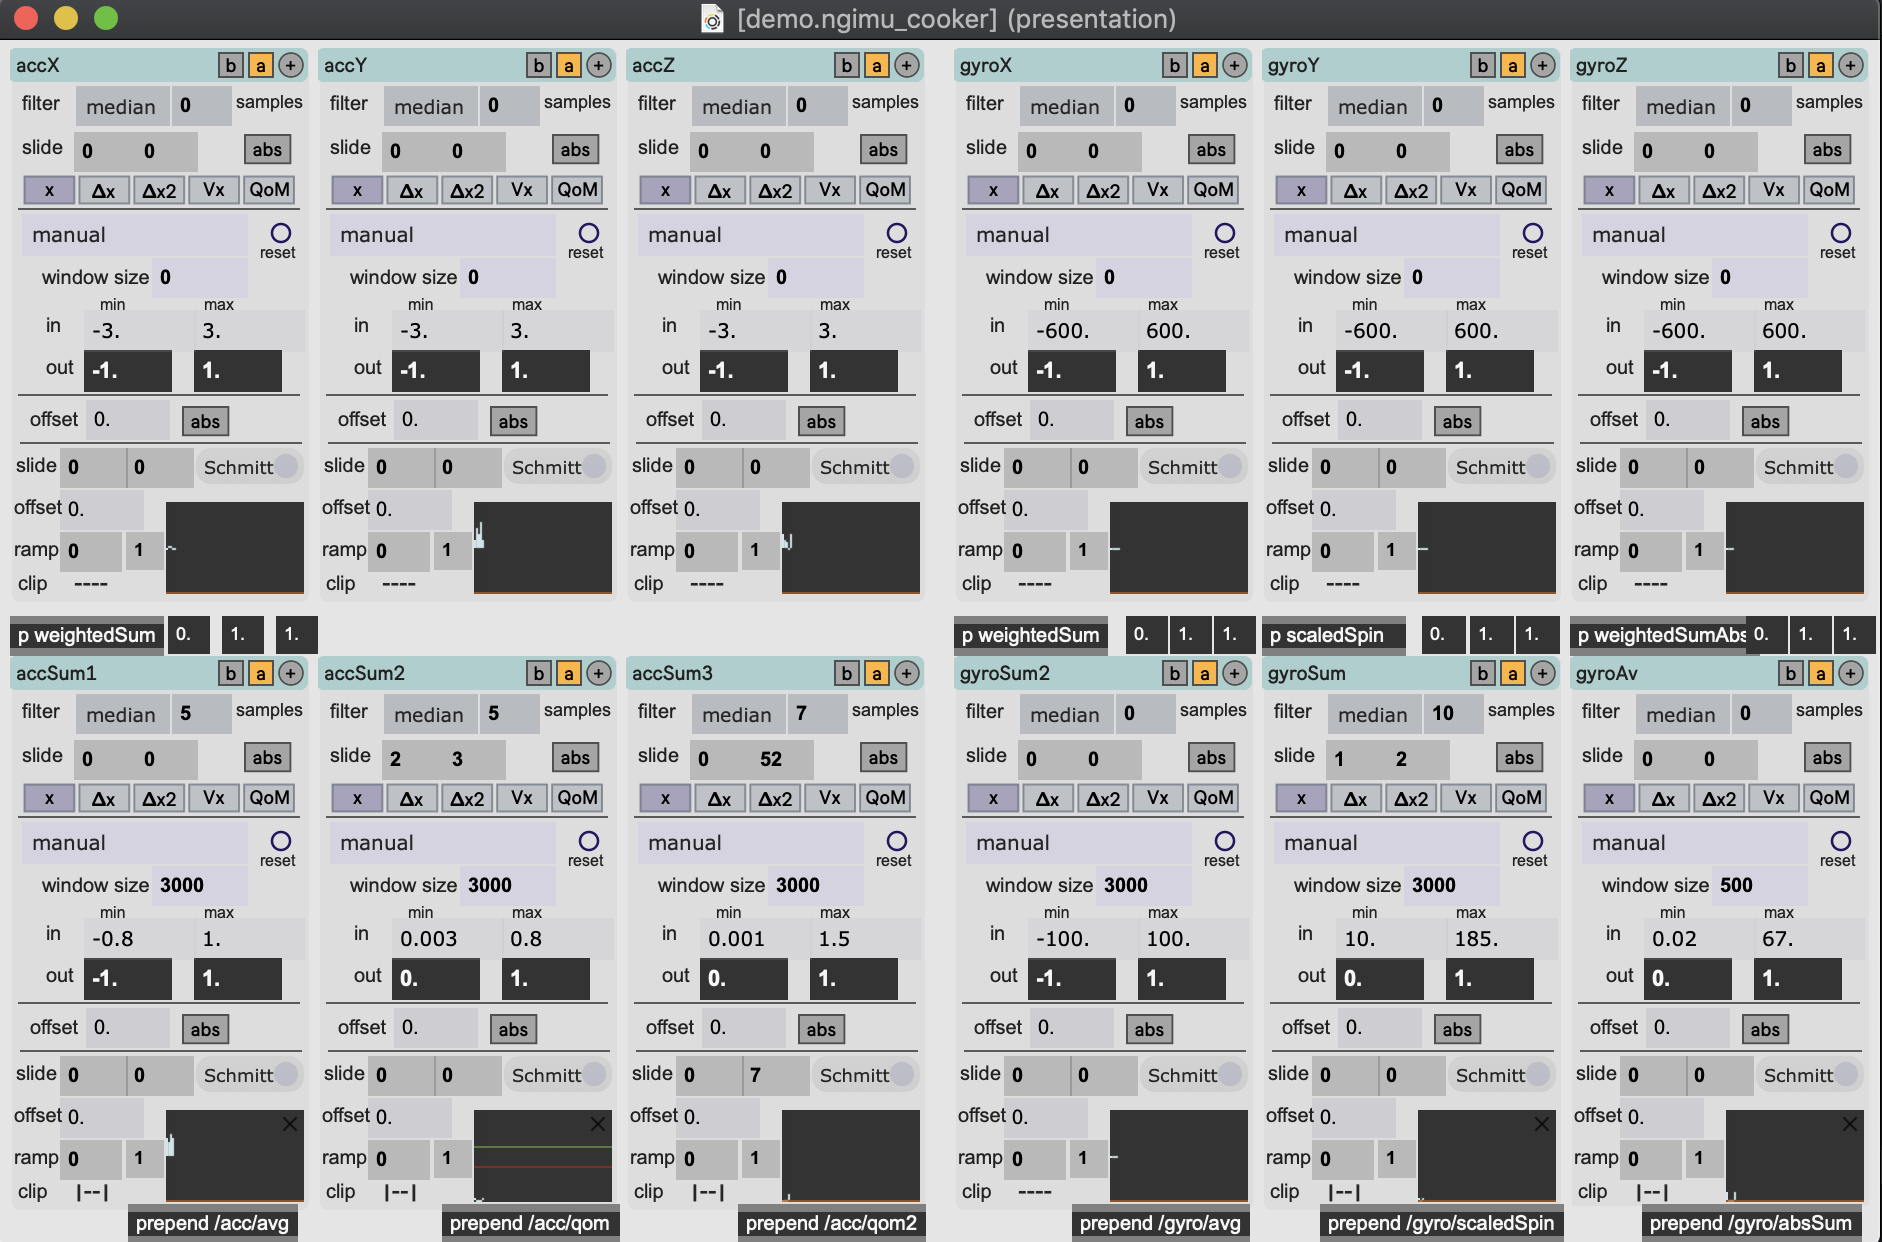 [demo.ngimu_cooker] (presentation)
accX b a + accY b a + accZ b a + gyroX b a + gyroY b a + gyroZ b a +
filter median 0 samples filter median 0 samples filter median 0 samples filter median 0 samples filter median 0 samples filter median 0 samples
slide 0 0 abs slide 0 0 abs slide 0 0 abs slide 0 0 abs slide 0 0 abs slide 0 0 abs
x Δx Δx2 Vx QoM x Δx Δx2 Vx QoM x Δx Δx2 Vx QoM x Δx Δx2 Vx QoM x Δx Δx2 Vx QoM x Δx Δx2 Vx QoM
manual reset manual reset manual reset manual reset manual reset manual reset
window size 0 window size 0 window size 0 window size 0 window size 0 window size 0
min max min max min max min max min max min max
in -3. 3. in -3. 3. in -3. 3. in -600. 600. in -600. 600. in -600. 600.
out -1. 1. out -1. 1. out -1. 1. out -1. 1. out -1. 1. out -1. 1.
offset 0. abs offset 0. abs offset 0. abs offset 0. abs offset 0. abs offset 0. abs
slide 0 0 Schmitt slide 0 0 Schmitt slide 0 0 Schmitt slide 0 0 Schmitt slide 0 0 Schmitt slide 0 0 Schmitt
offset 0. offset 0. offset 0. offset 0. offset 0. offset 0.
ramp 0 1 ramp 0 1 ramp 0 1 ramp 0 1 ramp 0 1 ramp 0 1
clip ---- clip ---- clip ---- clip ---- clip ---- clip ----
p weightedSum 0. 1. 1. p weightedSum 0. 1. 1. p scaledSpin 0. 1. 1. p weightedSumAbs 0. 1. 1.
accSum1 b a + accSum2 b a + accSum3 b a + gyroSum2 b a + gyroSum b a + gyroAv b a +
filter median 5 samples filter median 5 samples filter median 7 samples filter median 0 samples filter median 10 samples filter median 0 samples
slide 0 0 abs slide 2 3 abs slide 0 52 abs slide 0 0 abs slide 1 2 abs slide 0 0 abs
x Δx Δx2 Vx QoM x Δx Δx2 Vx QoM x Δx Δx2 Vx QoM x Δx Δx2 Vx QoM x Δx Δx2 Vx QoM x Δx Δx2 Vx QoM
manual reset manual reset manual reset manual reset manual reset manual reset
window size 3000 window size 3000 window size 3000 window size 3000 window size 3000 window size 500
min max min max min max min max min max min max
in -0.8 1. in 0.003 0.8 in 0.001 1.5 in -100. 100. in 10. 185. in 0.02 67.
out -1. 1. out 0. 1. out 0. 1. out -1. 1. out 0. 1. out 0. 1.
offset 0. abs offset 0. abs offset 0. abs offset 0. abs offset 0. abs offset 0. abs
slide 0 0 Schmitt slide 0 0 Schmitt slide 0 7 Schmitt slide 0 0 Schmitt slide 0 0 Schmitt slide 0 0 Schmitt
offset 0. offset 0. offset 0. offset 0. offset 0. offset 0.
ramp 0 1 ramp 0 1 ramp 0 1 ramp 0 1 ramp 0 1 ramp 0 1
clip |--| clip |--| clip |--| clip ---- clip |--| clip |--|
prepend /acc/avg prepend /acc/qom prepend /acc/qom2 prepend /gyro/avg prepend /gyro/scaledSpin prepend /gyro/absSum